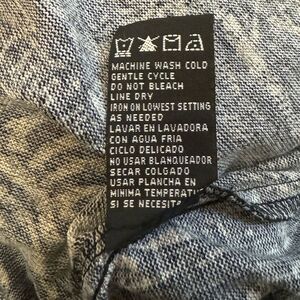 MACHINE WASH COLD
GENTLE CYCLE
DO NOT BLEACH
LINE DRY
IRON ON LOWEST SETTING
AS NEEDED
LAVAR EN LAVADORA
CON AGUA FRIA
CICLO DELICADO
NO USAR BLANQUEADOR
SECAR COLGADO
USAR PLANCHA EN
MINIMA TEMPERATU
SI SE NECESITA